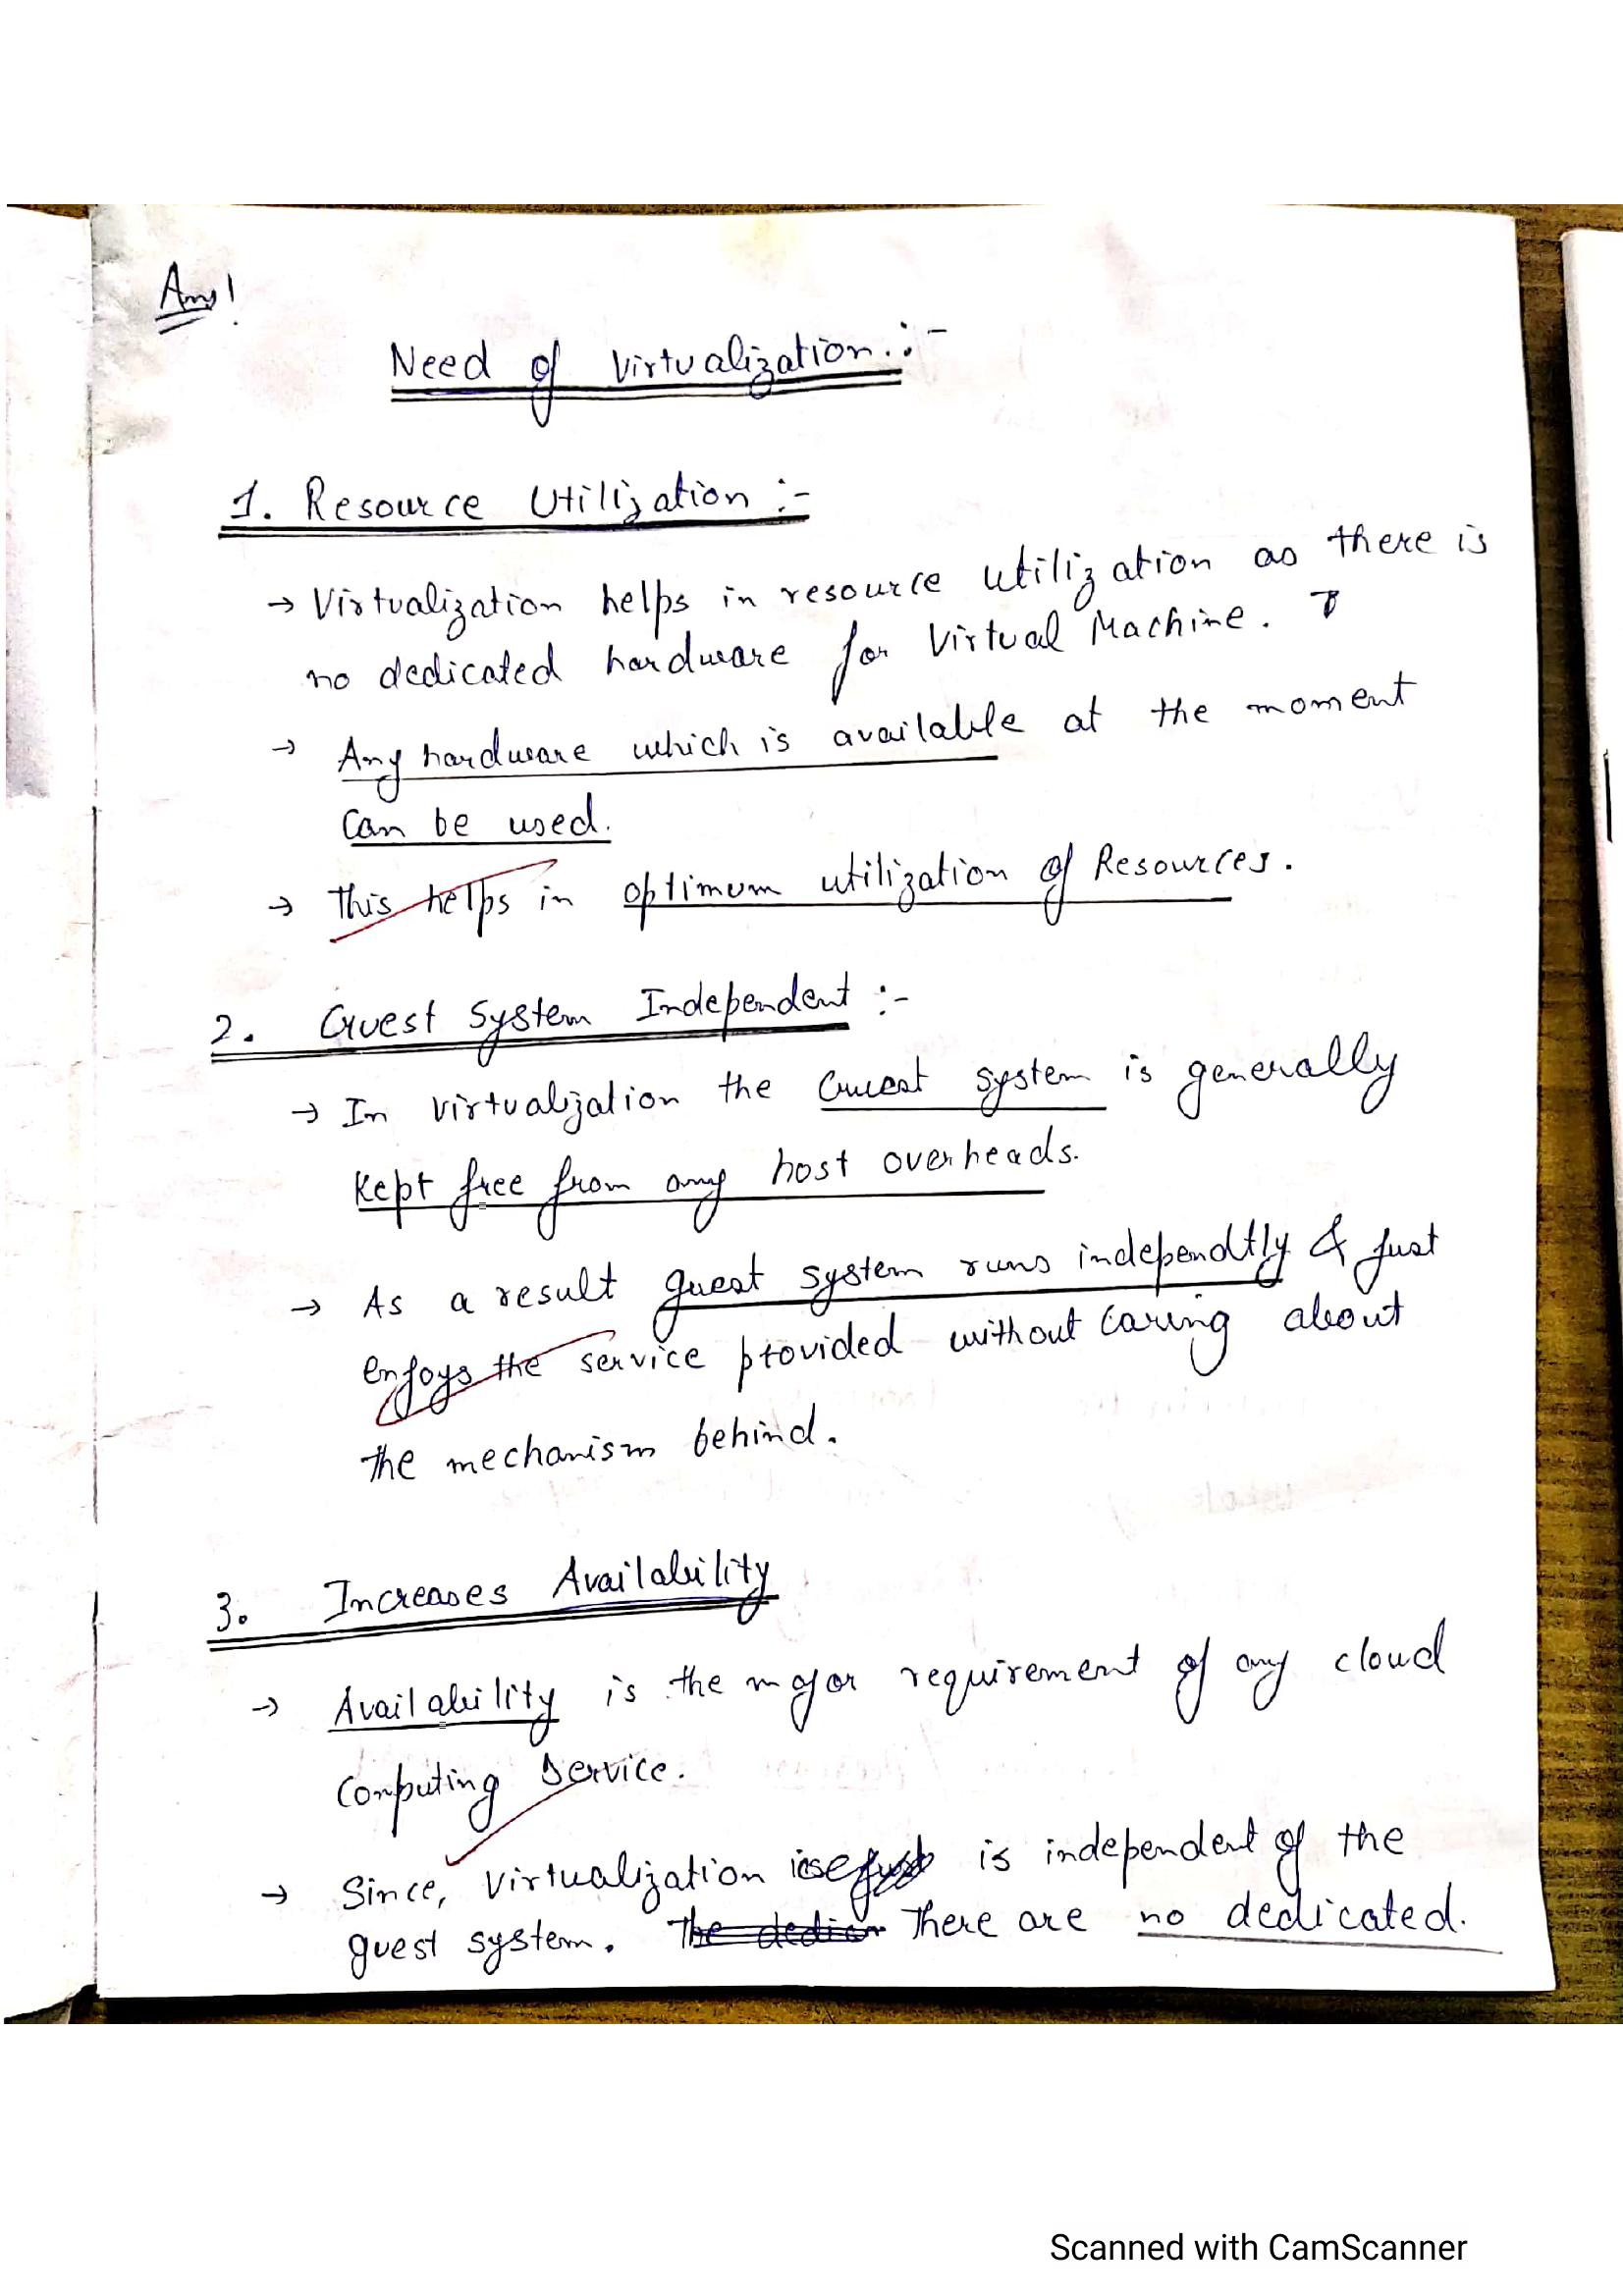 Ans!
Need of Virtualization :-
1. Resource Utilization :-
→ Virtualization helps in resource utilization as there is
no dedicated hardware for Virtual Machine.
→ Any hardware which is available at the moment
Can be used.
→ This helps in optimum utilization of Resources.
2. Guest System Independent :-
→ In virtualization the Guest system is generally
Kept free from any host overheads.
→ As a result guest system runs independtly & just
enjoys the service provided without caring about
the mechanism behind.
3. Increases Availability
→ Availability is the major requirement of any cloud
Computing Service.
→ Since, Virtualization is independent of the
guest system. The dedica There are no dedicated.
Scanned with CamScanner